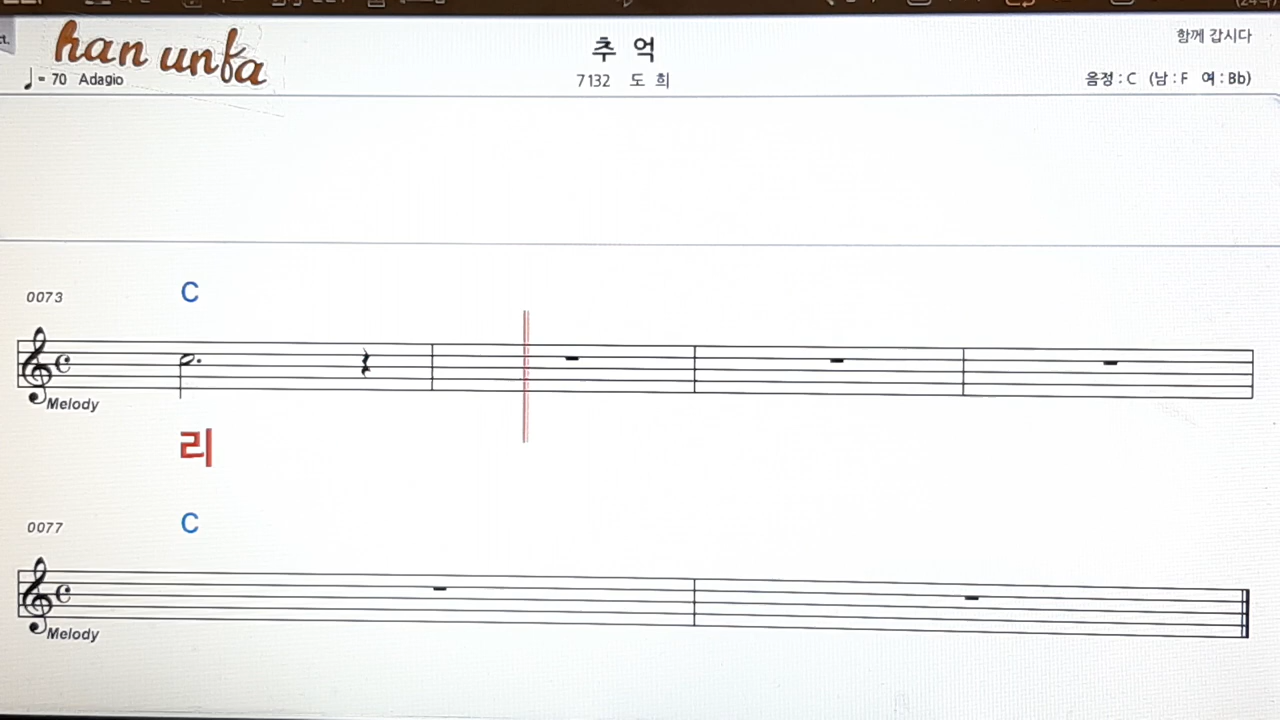 han unfa
추 억
함께 갑시다
♩= 70 Adagio
7132 도 희
음정 : C (남 : F 여 : Bb)
0073
C
Melody
리
0077
C
Melody